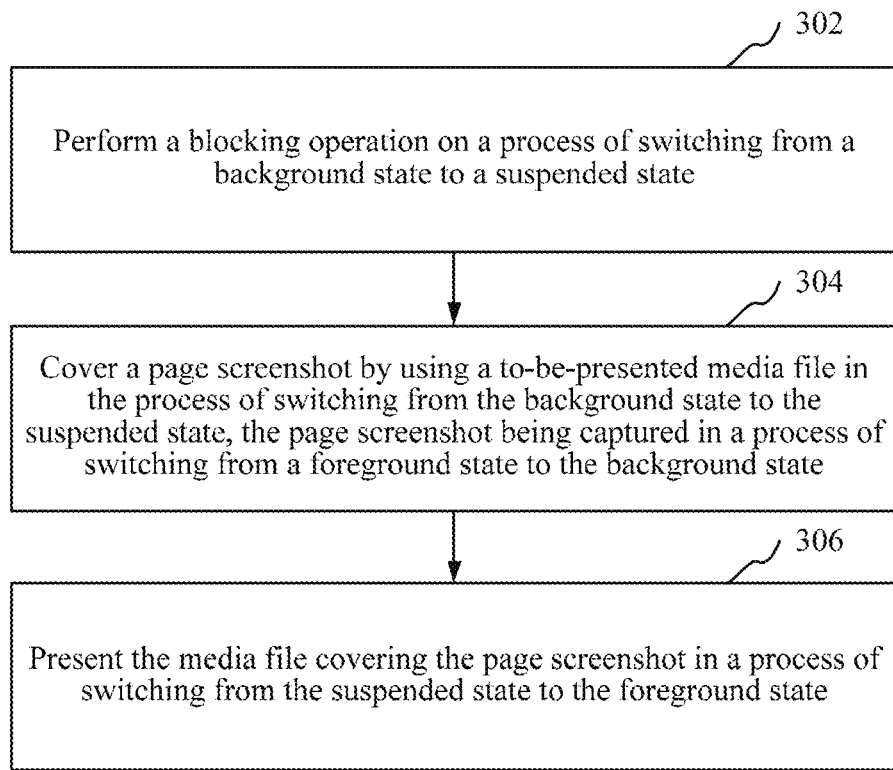 302
Perform a blocking operation on a process of switching from a
background state to a suspended state
304
Cover a page screenshot by using a to-be-presented media file in
the process of switching from the background state to the
suspended state, the page screenshot being captured in a process of
switching from a foreground state to the background state
306
Present the media file covering the page screenshot in a process of
switching from the suspended state to the foreground state